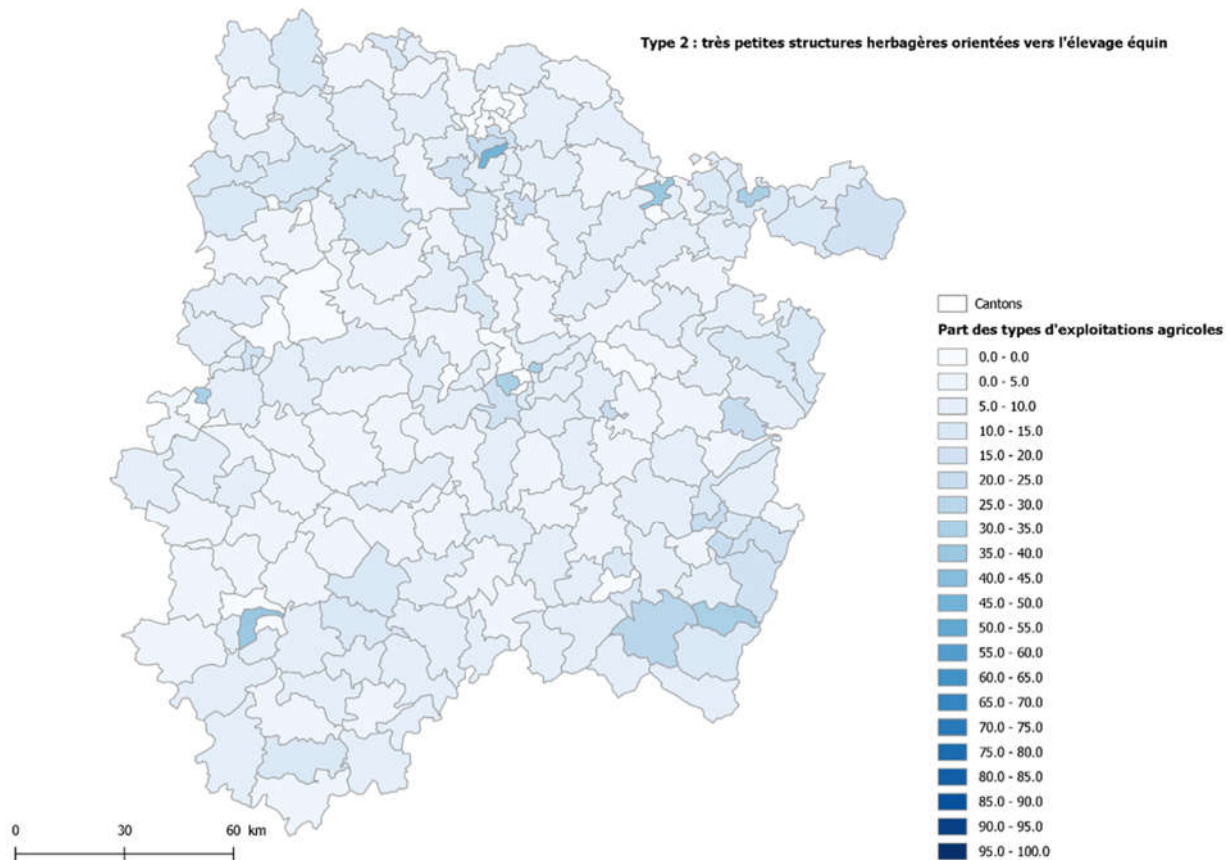 Type 2 : très petites structures herbagères orientées vers l'élevage équin
Cantons
Part des types d'exploitations agricoles
0.0 - 0.0
0.0 - 5.0
5.0 - 10.0
10.0 - 15.0
15.0 - 20.0
20.0 - 25.0
25.0 - 30.0
30.0 - 35.0
35.0 - 40.0
40.0 - 45.0
45.0 - 50.0
50.0 - 55.0
55.0 - 60.0
60.0 - 65.0
65.0 - 70.0
70.0 - 75.0
75.0 - 80.0
80.0 - 85.0
85.0 - 90.0
90.0 - 95.0
95.0 - 100.0
0 30 60 km